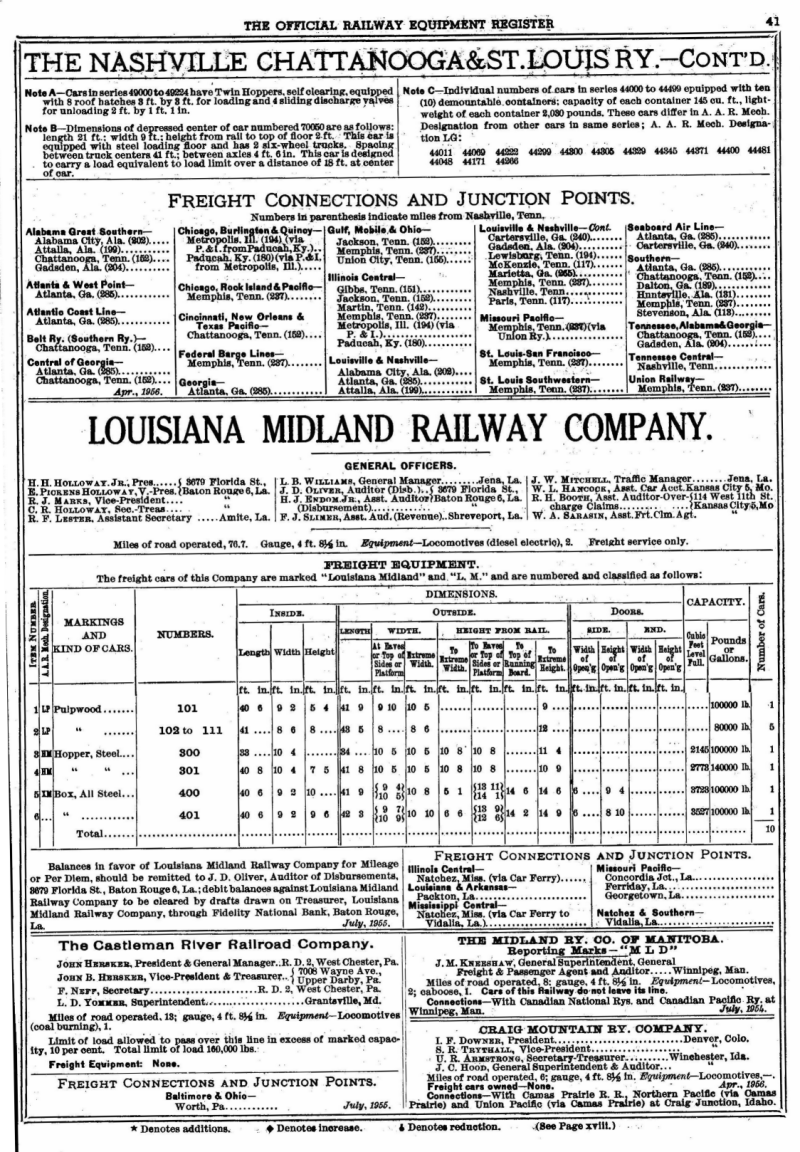 THE OFFICIAL RAILWAY EQUIPMENT REGISTER 41
THE NASHVILLE CHATTANOOGA & ST. LOUIS RY.—CONT'D.
Note A—Cars in series 49000 to 49224 have Twin Hoppers, self clearing, equipped
with 8 roof hatches 3 ft. by 3 ft. for loading and 4 sliding discharge valves
for unloading 2 ft. by 1 ft. 1 in.
Note B—Dimensions of depressed center of car numbered 70050 are as follows:
length 21 ft.; width 9 ft.; height from rail to top of floor 2-ft. This car is
equipped with steel loading floor and has 2 six-wheel trucks. Spacing
between truck centers 41 ft.; between axles 4 ft. 6 in. This car is designed
to carry a load equivalent to load limit over a distance of 18 ft. at center
of car.
Note C—Individual numbers of cars in series 44000 to 44499 epuipped with ten
(10) demountable containers; capacity of each container 145 cu. ft., light-
weight of each container 2,030 pounds. These cars differ in A. A. R. Mech.
Designation from other cars in same series; A. A. R. Mech. Designa-
tion LG:
44011 44069 44222 44299 44300 44305 44329 44345 44371 44400 44481
44048 44171 44266
FREIGHT CONNECTIONS AND JUNCTION POINTS.
Numbers in parenthesis indicate miles from Nashville, Tenn.
Alabama Great Southern—
Alabama City, Ala. (202)....
Attalla, Ala. (199)..........
Chattanooga, Tenn. (152)....
Gadsden, Ala. (204)..........
Atlanta & West Point—
Atlanta, Ga. (285)..........
Atlantic Coast Line—
Atlanta, Ga. (285)..........
Belt Ry. (Southern Ry.)—
Chattanooga, Tenn. (152)....
Central of Georgia—
Atlanta, Ga. (285)..........
Chattanooga, Tenn. (152)....
Apr., 1956.
Chicago, Burlington & Quincy—
Metropolis, Ill. (194) (via
P. & I. from Paducah, Ky.)..
Paducah, Ky. (180) (via P. & I.
from Metropolis, Ill.)......
Chicago, Rock Island & Pacific—
Memphis, Tenn. (237)........
Cincinnati, New Orleans &
Texas Pacific—
Chattanooga, Tenn. (152)....
Federal Barge Lines—
Memphis, Tenn. (237)........
Georgia—
Atlanta, Ga. (285)..........
Gulf, Mobile & Ohio—
Jackson, Tenn. (152)........
Memphis, Tenn. (237)........
Union City, Tenn. (155).....
Illinois Central—
Gibbs, Tenn. (151)..........
Jackson, Tenn. (152)........
Martin, Tenn. (142).........
Memphis, Tenn. (237)........
Metropolis, Ill. (194) (via
P. & I.)....................
Paducah, Ky. (180)..........
Louisville & Nashville—
Alabama City, Ala. (202)....
Atlanta, Ga. (285)..........
Attalla, Ala. (199).........
Louisville & Nashville—Cont.
Cartersville, Ga. (240).....
Gadsden, Ala. (204).........
Lewisburg, Tenn. (194)......
McKenzie, Tenn. (117).......
Marietta, Ga. (265).........
Memphis, Tenn. (237)........
Nashville, Tenn.............
Paris, Tenn. (117)..........
Missouri Pacific—
Memphis, Tenn. (237) (via
Union Ry.)..................
St. Louis-San Francisco—
Memphis, Tenn. (237)........
St. Louis Southwestern—
Memphis, Tenn. (237)........
Seaboard Air Line—
Atlanta, Ga. (285)..........
Cartersville, Ga. (240).....
Southern—
Atlanta, Ga. (285)..........
Chattanooga, Tenn. (152)....
Dalton, Ga. (189)...........
Huntsville, Ala. (131)......
Memphis, Tenn. (237)........
Stevenson, Ala. (113).......
Tennessee, Alabama & Georgia—
Chattanooga, Tenn. (152)....
Gadsden, Ala. (204).........
Tennessee Central—
Nashville, Tenn.............
Union Railway—
Memphis, Tenn. (237)........
LOUISIANA MIDLAND RAILWAY COMPANY.
GENERAL OFFICERS.
H. H. HOLLOWAY, JR., Pres......{ 3679 Florida St.,
E. PICKENS HOLLOWAY, V.-Pres. {Baton Rouge 6, La.
R. J. MARKS, Vice-President.... "
C. R. HOLLOWAY, Sec.-Treas..... "
R. F. LESTER, Assistant Secretary .....Amite, La.
L. B. WILLIAMS, General Manager........Jena, La.
J. D. OLIVER, Auditor (Disb.)..{ 3679 Florida St.,
H. J. ENDOM JR., Asst. Auditor {Baton Rouge 6, La.
(Disbursement).............. "
F. J. SLIMER, Asst. Aud. (Revenue)..Shreveport, La.
J. W. MITCHELL, Traffic Manager........Jena, La.
W. L. HANCOCK, Asst. Car Acct. Kansas City 5, Mo.
R. H. BOOTH, Asst. Auditor-Over-{114 West 11th St.
charge Claims.................{Kansas City 5, Mo
W. A. SARASIN, Asst. Frt. Clm. Agt. "
Miles of road operated, 76.7. Gauge, 4 ft. 8½ in. Equipment—Locomotives (diesel electric), 2. Freight service only.
FREIGHT EQUIPMENT.
The freight cars of this Company are marked "Louisiana Midland" and "L. M." and are numbered and classified as follows:
ITEM NUMBER
A. A. R. Mech. Designation.
MARKINGS AND KIND OF CARS.
NUMBERS.
DIMENSIONS.
INSIDE. OUTSIDE. DOORS.
CAPACITY.
Number of Cars.
LENGTH WIDTH. HEIGHT FROM RAIL. SIDE. END.
Length Width Height
At Eaves or Top of Sides or Platform
Extreme Width.
To Extreme Width.
To Eaves or Top of Sides or Platform
To Top of Running Board.
To Extreme Height.
Width of Open'g Height of Open'g Width of Open'g Height of Open'g
Cubic Feet Level Full. Pounds or Gallons.
ft. in. ft. in. ft. in. ft. in. ft. in. ft. in. ft. in. ft. in. ft. in. ft. in. ft. in. ft. in. ft. in. ft. in.
1 LP Pulpwood....... 101 40 6 9 2 5 4 41 9 9 10 10 5 ....... ....... ....... 9 ... 100000 lb. 1
2 LP " ....... 102 to 111 41 .... 8 6 8 .... 43 5 8 .... 8 6 ....... ....... ....... 12 ... 80000 lb. 5
3 HM Hopper, Steel.... 300 33 .... 10 4 ....... 34 .... 10 5 10 5 10 8 10 8 ....... 11 4 2145 100000 lb. 1
4 HM " " ... 301 40 8 10 4 7 5 41 8 10 5 10 5 10 8 10 8 ....... 10 9 2773 140000 lb. 1
5 XM Box, All Steel.... 400 40 6 9 2 10 .... 41 9 { 9 4} {10 5} 10 8 5 1 {13 11} {14 1} 14 6 14 6 6 .... 9 4 3723 100000 lb. 1
6 ... " ............ 401 40 6 9 2 9 6 42 3 { 9 7} {10 9} 10 10 6 6 {13 9} {12 6} 14 2 14 9 6 .... 8 10 3527 100000 lb. 1
Total........ 10
Balances in favor of Louisiana Midland Railway Company for Mileage
or Per Diem, should be remitted to J. D. Oliver, Auditor of Disbursements,
3679 Florida St., Baton Rouge 6, La.; debit balances against Louisiana Midland
Railway Company to be cleared by drafts drawn on Treasurer, Louisiana
Midland Railway Company, through Fidelity National Bank, Baton Rouge,
La. July, 1955.
FREIGHT CONNECTIONS AND JUNCTION POINTS.
Illinois Central—
Natchez, Miss. (via Car Ferry)......
Louisiana & Arkansas—
Packton, La........................
Mississippi Central—
Natchez, Miss. (via Car Ferry to
Vidalia, La.)......................
Missouri Pacific—
Concordia Jct., La.................
Ferriday, La.......................
Georgetown, La.....................
Natchez & Southern—
Vidalia, La........................
The Castleman River Railroad Company.
JOHN HERSKER, President & General Manager..R. D. 2, West Chester, Pa.
JOHN B. HERSKER, Vice-President & Treasurer..{ 7008 Wayne Ave.,
{ Upper Darby, Pa.
F. NEFF, Secretary........................R. D. 2, West Chester, Pa.
L. D. YOMMER, Superintendent......................Grantsville, Md.
Miles of road operated, 13; gauge, 4 ft. 8½ in. Equipment—Locomotives
(coal burning), 1.
Limit of load allowed to pass over this line in excess of marked capac-
ity, 10 per cent. Total limit of load 160,000 lbs.
Freight Equipment: None.
FREIGHT CONNECTIONS AND JUNCTION POINTS.
Baltimore & Ohio—
Worth, Pa............ July, 1955.
THE MIDLAND RY. CO. OF MANITOBA.
Reporting Marks—"M L D"
J. M. KNERSHAW, General Superintendent, General
Freight & Passenger Agent and Auditor.....Winnipeg, Man.
Miles of road operated, 8; gauge, 4 ft. 8½ in. Equipment—Locomotives,
2; caboose, 1. Cars of this Railway do not leave its line.
Connections—With Canadian National Rys. and Canadian Pacific Ry. at
Winnipeg, Man. July, 1954.
CRAIG MOUNTAIN RY. COMPANY.
I. F. DOWNER, President........................Denver, Colo.
S. R. TRYTHALL, Vice-President.................. "
U. R. ARMSTRONG, Secretary-Treasurer........Winchester, Ida.
J. C. HOOD, General Superintendent & Auditor... "
Miles of road operated, 6; gauge, 4 ft. 8½ in. Equipment—Locomotives,—.
Freight cars owned—None. Apr., 1956.
Connections—With Camas Prairie R. R., Northern Pacific (via Camas
Prairie) and Union Pacific (via Camas Prairie) at Craig Junction, Idaho.
★ Denotes additions. ♦ Denotes increase. ♣ Denotes reduction. (See Page xviii.)